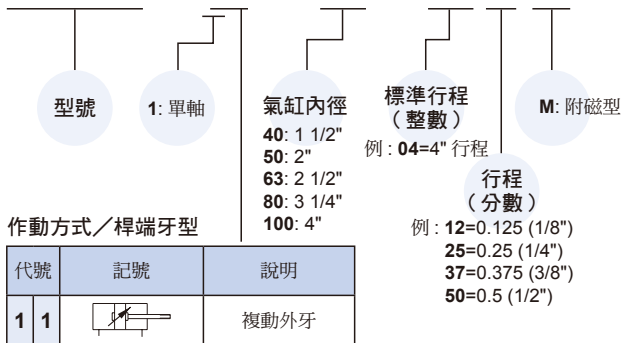 型號
1: 單軸
氣缸內徑
40: 1 1/2"
50: 2"
63: 2 1/2"
80: 3 1/4"
100: 4"
標準行程
（整數）
例 : 04=4" 行程
M: 附磁型
行程
（分數）
例 : 12=0.125 (1/8")
25=0.25 (1/4")
37=0.375 (3/8")
50=0.5 (1/2")
作動方式／桿端牙型
代號 記號 說明
1 1 複動外牙